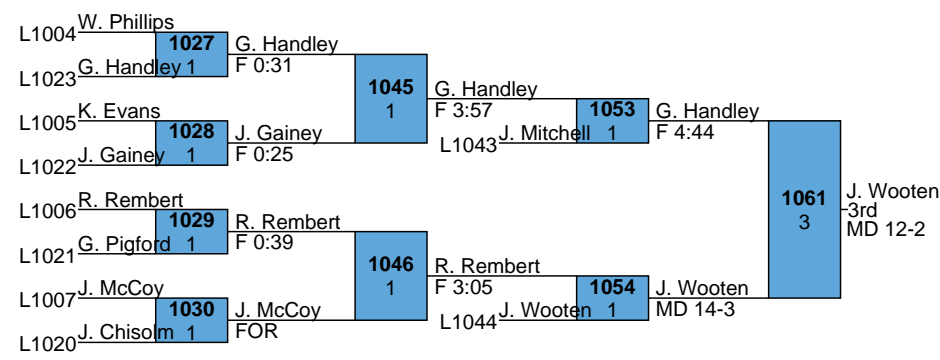 L1004 W. Phillips
1027
G. Handley
F 0:31
L1023 G. Handley 1
1045
1
G. Handley
F 3:57
L1005 K. Evans
1028
J. Gainey
F 0:25
L1022 J. Gainey 1
L1043 J. Mitchell
1053
1
G. Handley
F 4:44
L1006 R. Rembert
1029
R. Rembert
F 0:39
L1021 G. Pigford 1
1046
1
R. Rembert
F 3:05
L1007 J. McCoy
1030
J. McCoy
FOR
L1020 J. Chisolm 1
L1044 J. Wooten
1054
1
J. Wooten
MD 14-3
1061
3
J. Wooten
3rd
MD 12-2